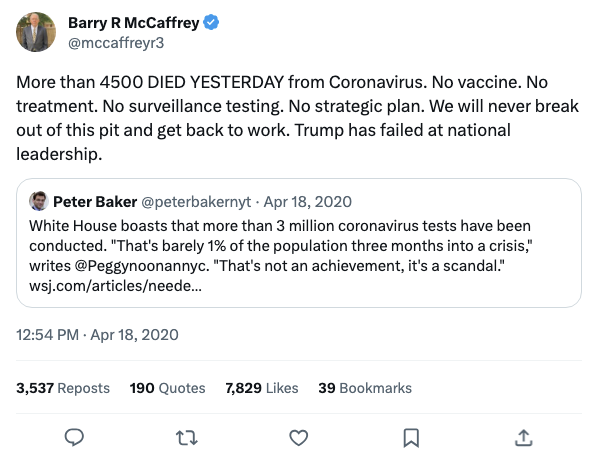 Barry R McCaffrey
@mccaffreyr3
More than 4500 DIED YESTERDAY from Coronavirus. No vaccine. No
treatment. No surveillance testing. No strategic plan. We will never break
out of this pit and get back to work. Trump has failed at national
leadership.
Peter Baker @peterbakernyt · Apr 18, 2020
White House boasts that more than 3 million coronavirus tests have been
conducted. "That's barely 1% of the population three months into a crisis,"
writes @Peggynoonannyc. "That's not an achievement, it's a scandal."
wsj.com/articles/neede...
12:54 PM · Apr 18, 2020
3,537 Reposts 190 Quotes 7,829 Likes 39 Bookmarks